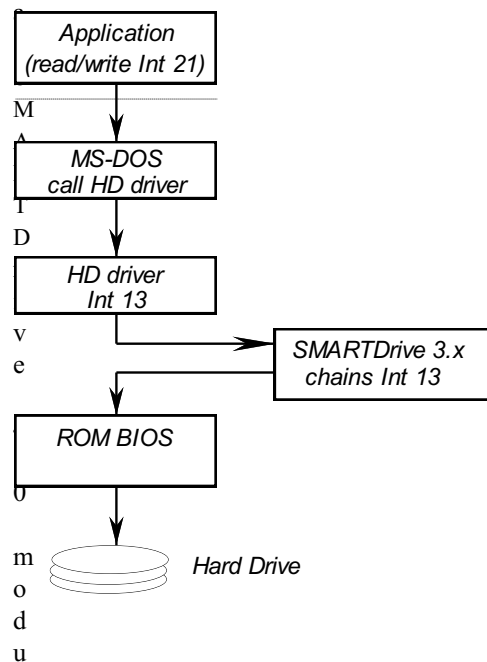 Application
(read/write Int 21)
MS-DOS
call HD driver
HD driver
Int 13
SMARTDrive 3.x
chains Int 13
ROM BIOS
Hard Drive
M
D
v
e
m
o
d
u